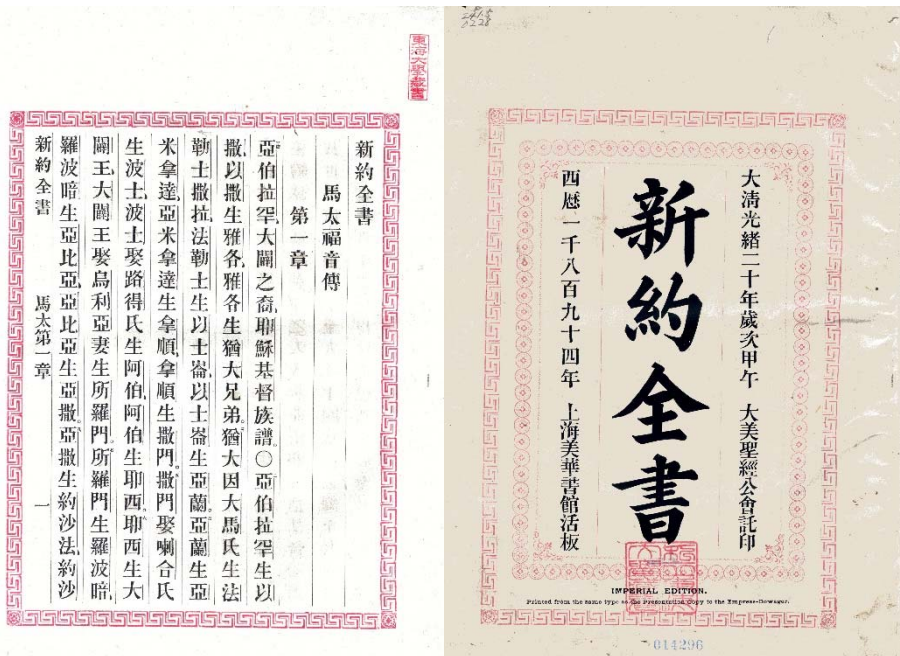 東海大學叢書
新約全書
馬太福音傳
第一章
亞伯拉罕大闢之裔、耶穌基督族譜。〇亞伯拉罕生以
撒、以撒生雅各、雅各生猶大兄弟。猶大因大馬氏生法
勒士撒拉、法勒士生以士崙、以士崙生亞蘭。亞蘭生亞
米拿達、亞米拿達生拿順、拿順生撒門。撒門娶喇合氏
生波士、波士娶路得氏生阿伯、阿伯生耶西、耶西生大
闢王、大闢王娶烏利亞妻生所羅門。所羅門生羅波暗、
羅波暗生亞比亞、亞比亞生亞撒。亞撒生約沙法、約沙
新約全書 馬太第一章 一
大清光緒二十年歲次甲午 大美聖經公會託印
新約全書
西曆一千八百九十四年 上海美華書館活板
IMPERIAL EDITION.
Printed from the same type as the Presentation Copy to the Empress-Dowager.
014296